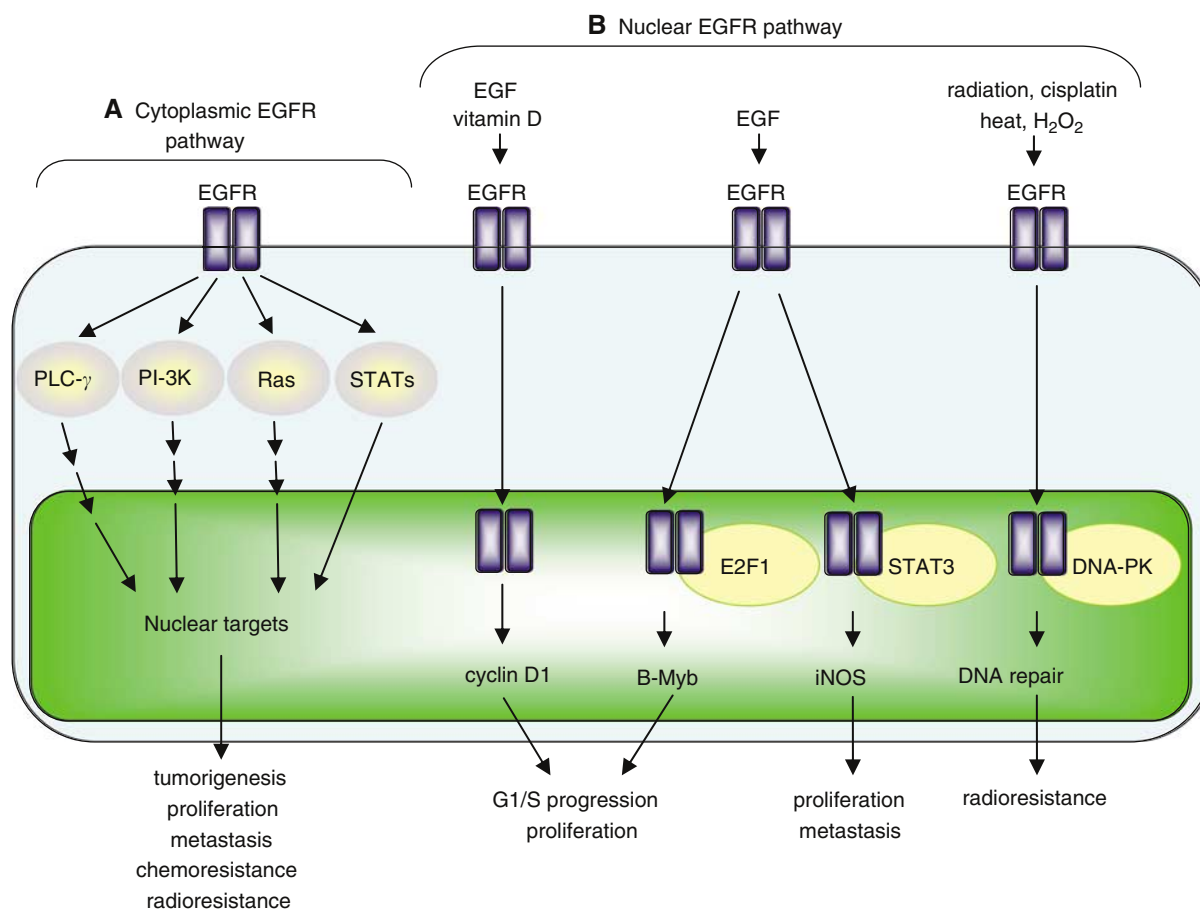 B Nuclear EGFR pathway
A Cytoplasmic EGFR
pathway
EGF
vitamin D
EGF
radiation, cisplatin
heat, H₂O₂
EGFR
EGFR
EGFR
EGFR
PLC-γ
PI-3K
Ras
STATs
E2F1
STAT3
DNA-PK
Nuclear targets
cyclin D1
B-Myb
iNOS
DNA repair
tumorigenesis
proliferation
metastasis
chemoresistance
radioresistance
G1/S progression
proliferation
proliferation
metastasis
radioresistance